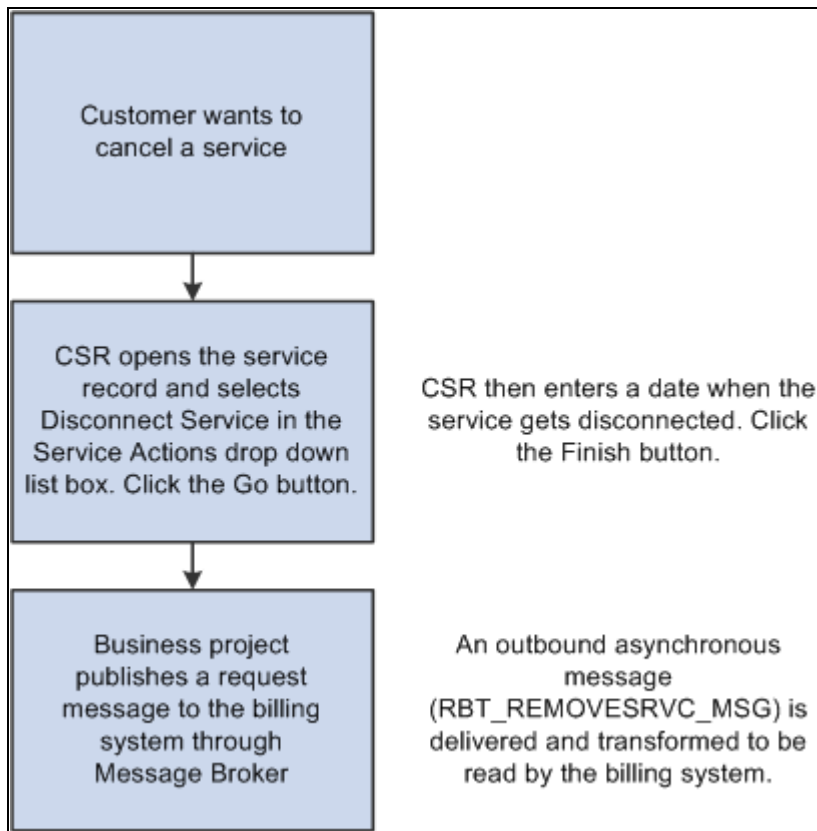 Customer wants to
cancel a service
CSR opens the service
record and selects
Disconnect Service in the
Service Actions drop down
list box. Click the Go button.
CSR then enters a date when the
service gets disconnected. Click
the Finish button.
Business project
publishes a request
message to the billing
system through
Message Broker
An outbound asynchronous
message
(RBT_REMOVESRVC_MSG) is
delivered and transformed to be
read by the billing system.